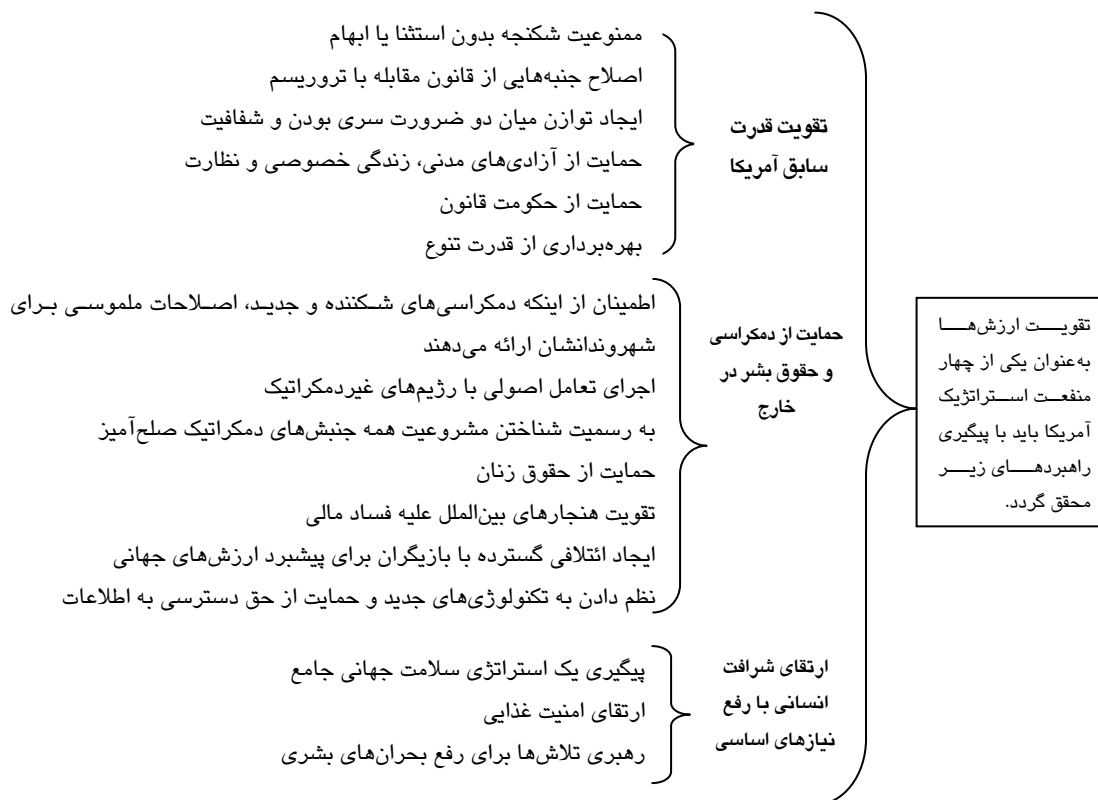 تقویت ارزش‌ها
به‌عنوان یکی از چهار
منفعت استراتژیک
آمریکا باید با پیگیری
راهبردهای زیر
محقق گردد.
تقویت قدرت
سابق آمریکا
ممنوعیت شکنجه بدون استثنا یا ابهام
اصلاح جنبه‌هایی از قانون مقابله با تروریسم
ایجاد توازن میان دو ضرورت سری بودن و شفافیت
حمایت از آزادی‌های مدنی، زندگی خصوصی و نظارت
حمایت از حکومت قانون
بهره‌برداری از قدرت تنوع
حمایت از دمکراسی
و حقوق بشر در
خارج
اطمینان از اینکه دمکراسی‌های شکننده و جدید، اصلاحات ملموسی برای
شهروندانشان ارائه می‌دهند
اجرای تعامل اصولی با رژیم‌های غیردمکراتیک
به رسمیت شناختن مشروعیت همه جنبش‌های دمکراتیک صلح‌آمیز
حمایت از حقوق زنان
تقویت هنجارهای بین‌الملل علیه فساد مالی
ایجاد ائتلافی گسترده با بازیگران برای پیشبرد ارزش‌های جهانی
نظم دادن به تکنولوژی‌های جدید و حمایت از حق دسترسی به اطلاعات
ارتقای شرافت
انسانی با رفع
نیازهای اساسی
پیگیری یک استراتژی سلامت جهانی جامع
ارتقای امنیت غذایی
رهبری تلاش‌ها برای رفع بحران‌های بشری